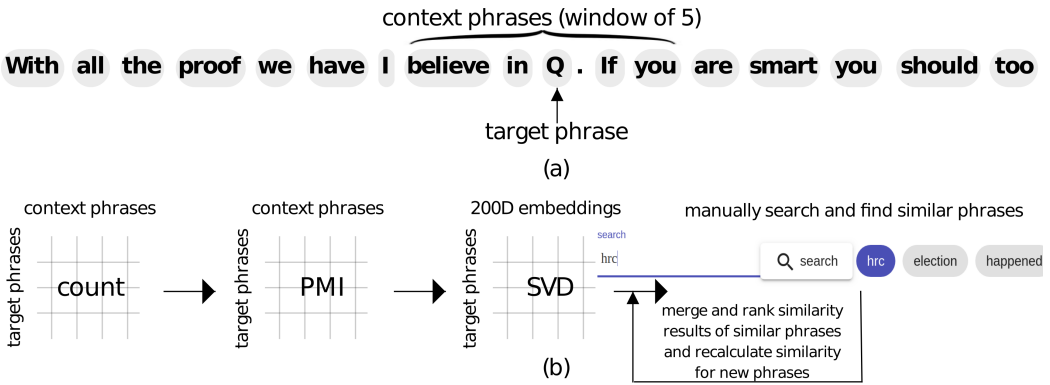 context phrases (window of 5)
With all the proof we have I believe in Q . If you are smart you should too
target phrase
(a)
context phrases
context phrases
200D embeddings
manually search and find similar phrases
target phrases
count
target phrases
PMI
target phrases
SVD
search
hrc
search
hrc
election
happened
merge and rank similarity
results of similar phrases
and recalculate similarity
for new phrases
(b)